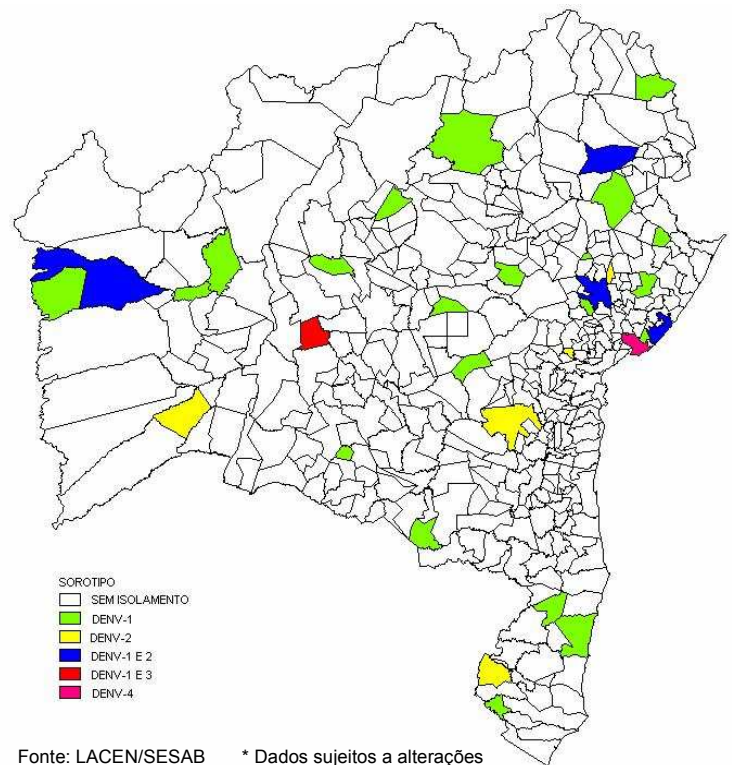 SOROTIPO
SEM ISOLAMENTO
DENV-1
DENV-2
DENV-1 E 2
DENV-1 E 3
DENV-4
Fonte: LACEN/SESAB * Dados sujeitos a alterações